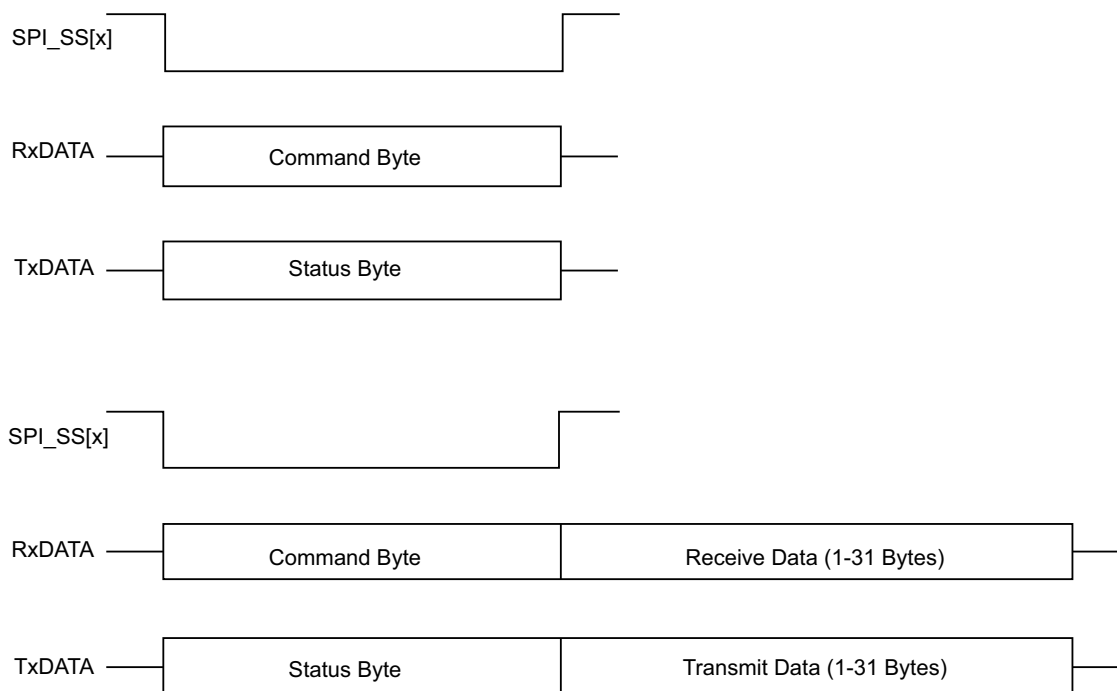 SPI_SS[x]
RxDATA
Command Byte
TxDATA
Status Byte
SPI_SS[x]
RxDATA
Command Byte
Receive Data (1-31 Bytes)
TxDATA
Status Byte
Transmit Data (1-31 Bytes)